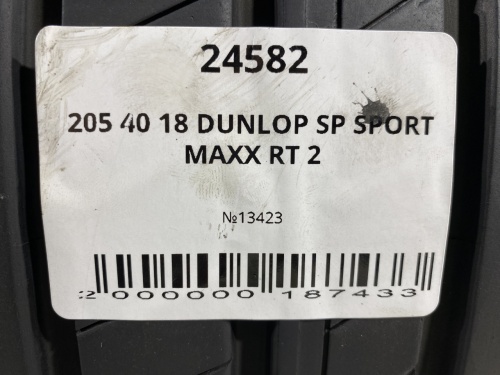 24582
205 40 18 DUNLOP SP SPORT
MAXX RT 2
№13423
2 000000 187433